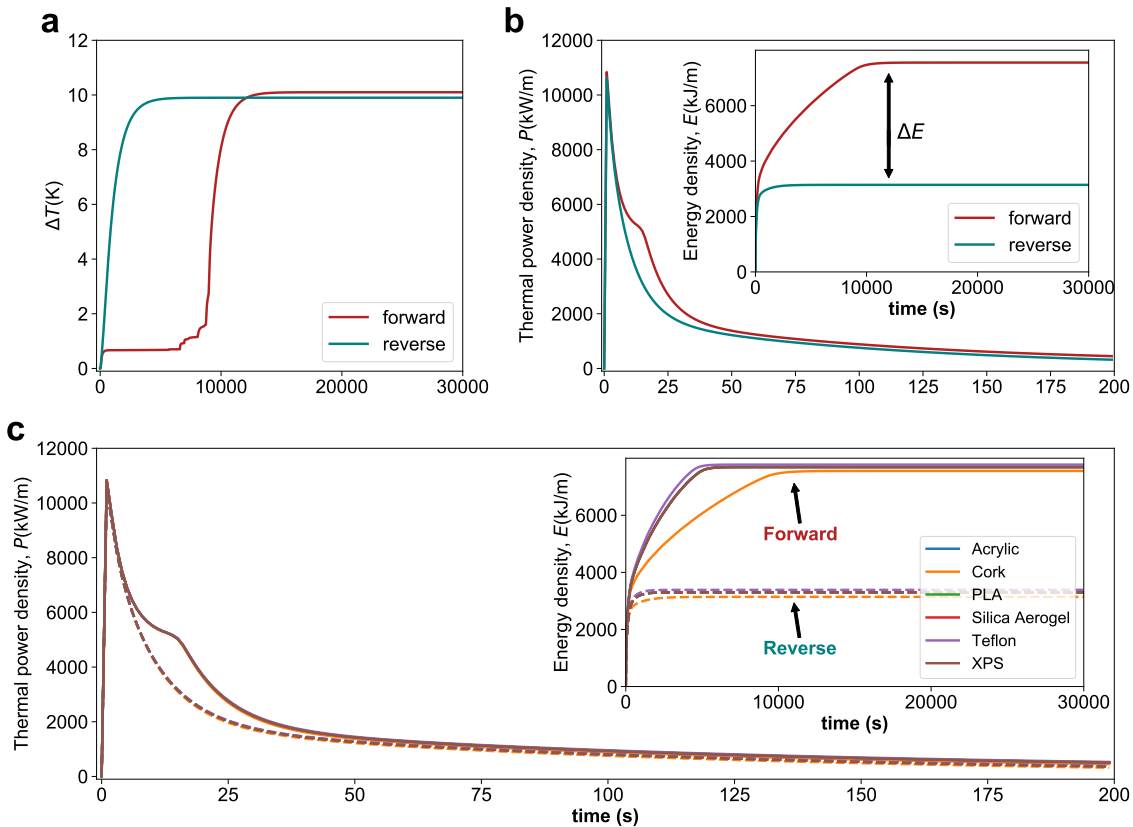 a
12
10
8
6
4
2
0
ΔT(K)
0
10000
20000
30000
forward
reverse
b
12000
10000
8000
6000
4000
2000
0
Thermal power density, P(kW/m)
0
25
50
75
100
125
150
175
200
6000
4000
2000
0
Energy density, E(kJ/m)
ΔE
forward
reverse
0
10000
20000
30000
time (s)
c
12000
10000
8000
6000
4000
2000
0
Thermal power density, P(kW/m)
0
25
50
75
100
125
150
175
200
time (s)
6000
4000
2000
0
Energy density, E(kJ/m)
Forward
Reverse
Acrylic
Cork
PLA
Silica Aerogel
Teflon
XPS
0
10000
20000
30000
time (s)